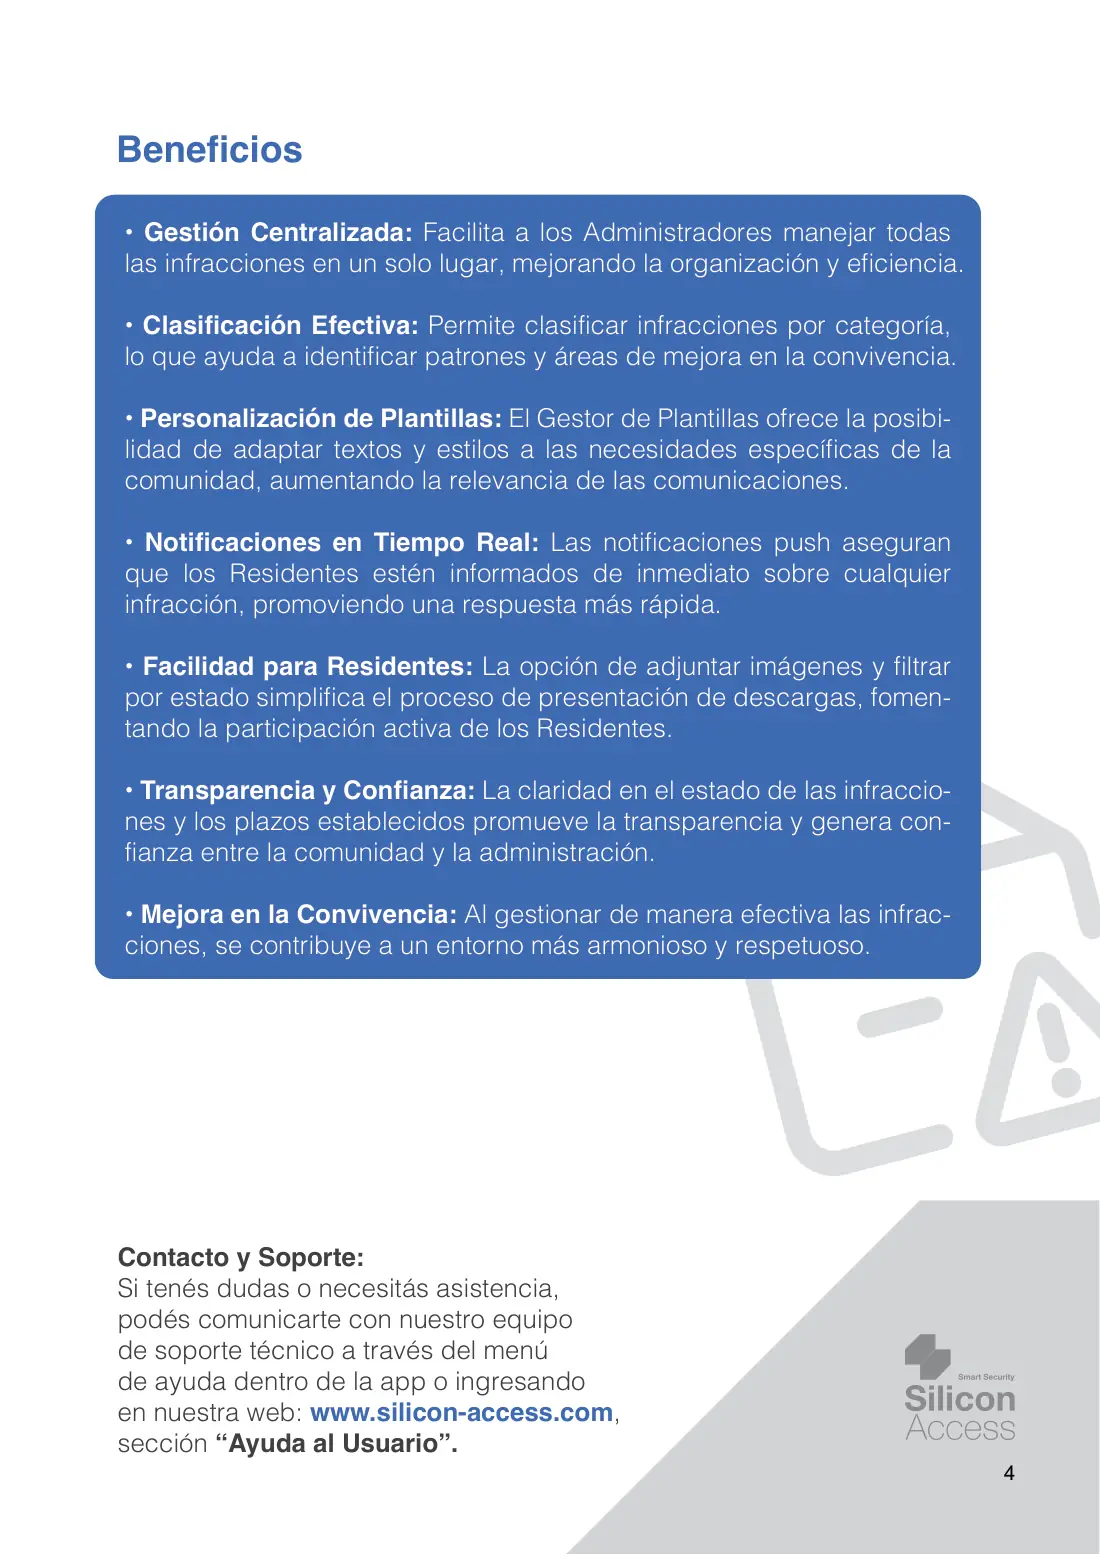 Beneficios
• Gestión Centralizada: Facilita a los Administradores manejar todas
las infracciones en un solo lugar, mejorando la organización y eficiencia.
• Clasificación Efectiva: Permite clasificar infracciones por categoría,
lo que ayuda a identificar patrones y áreas de mejora en la convivencia.
• Personalización de Plantillas: El Gestor de Plantillas ofrece la posibi-
lidad de adaptar textos y estilos a las necesidades específicas de la
comunidad, aumentando la relevancia de las comunicaciones.
• Notificaciones en Tiempo Real: Las notificaciones push aseguran
que los Residentes estén informados de inmediato sobre cualquier
infracción, promoviendo una respuesta más rápida.
• Facilidad para Residentes: La opción de adjuntar imágenes y filtrar
por estado simplifica el proceso de presentación de descargas, fomen-
tando la participación activa de los Residentes.
• Transparencia y Confianza: La claridad en el estado de las infraccio-
nes y los plazos establecidos promueve la transparencia y genera con-
fianza entre la comunidad y la administración.
• Mejora en la Convivencia: Al gestionar de manera efectiva las infrac-
ciones, se contribuye a un entorno más armonioso y respetuoso.
Contacto y Soporte:
Si tenés dudas o necesitás asistencia,
podés comunicarte con nuestro equipo
de soporte técnico a través del menú
de ayuda dentro de la app o ingresando
en nuestra web: www.silicon-access.com,
sección “Ayuda al Usuario”.
Smart Security
Silicon
Access
4